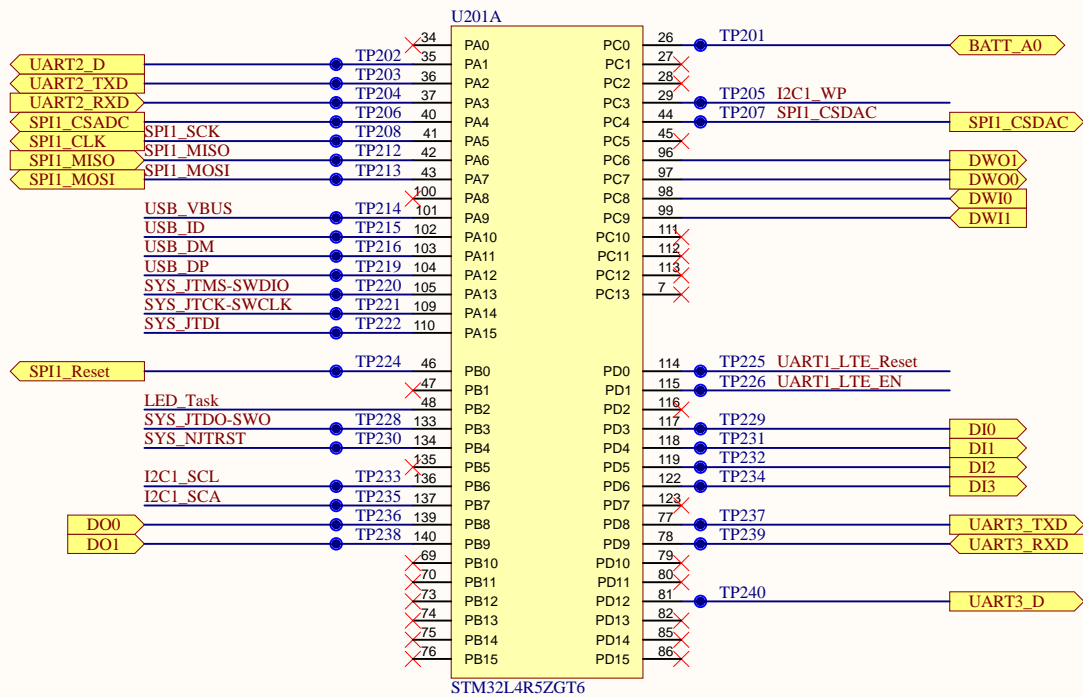 U201A
34 PA0 PC0 26 TP201 BATT_A0
UART2_D TP202 35 PA1 PC1 27
UART2_TXD TP203 36 PA2 PC2 28
UART2_RXD TP204 37 PA3 PC3 29 TP205 I2C1_WP
SPI1_CSADC TP206 40 PA4 PC4 44 TP207 SPI1_CSDAC SPI1_CSDAC
SPI1_CLK SPI1_SCK TP208 41 PA5 PC5 45
SPI1_MISO SPI1_MISO TP212 42 PA6 PC6 96 DWO1
SPI1_MOSI SPI1_MOSI TP213 43 PA7 PC7 97 DWO0
100 PA8 PC8 98 DWI0
USB_VBUS TP214 101 PA9 PC9 99 DWI1
USB_ID TP215 102 PA10 PC10 111
USB_DM TP216 103 PA11 PC11 112
USB_DP TP219 104 PA12 PC12 113
SYS_JTMS-SWDIO TP220 105 PA13 PC13 7
SYS_JTCK-SWCLK TP221 109 PA14
SYS_JTDI TP222 110 PA15
SPI1_Reset TP224 46 PB0 PD0 114 TP225 UART1_LTE_Reset
47 PB1 PD1 115 TP226 UART1_LTE_EN
LED_Task 48 PB2 PD2 116
SYS_JTDO-SWO TP228 133 PB3 PD3 117 TP229 DI0
SYS_NJTRST TP230 134 PB4 PD4 118 TP231 DI1
135 PB5 PD5 119 TP232 DI2
I2C1_SCL TP233 136 PB6 PD6 122 TP234 DI3
I2C1_SCA TP235 137 PB7 PD7 123
DO0 TP236 139 PB8 PD8 77 TP237 UART3_TXD
DO1 TP238 140 PB9 PD9 78 TP239 UART3_RXD
69 PB10 PD10 79
70 PB11 PD11 80
73 PB12 PD12 81 TP240 UART3_D
74 PB13 PD13 82
75 PB14 PD14 85
76 PB15 PD15 86
STM32L4R5ZGT6